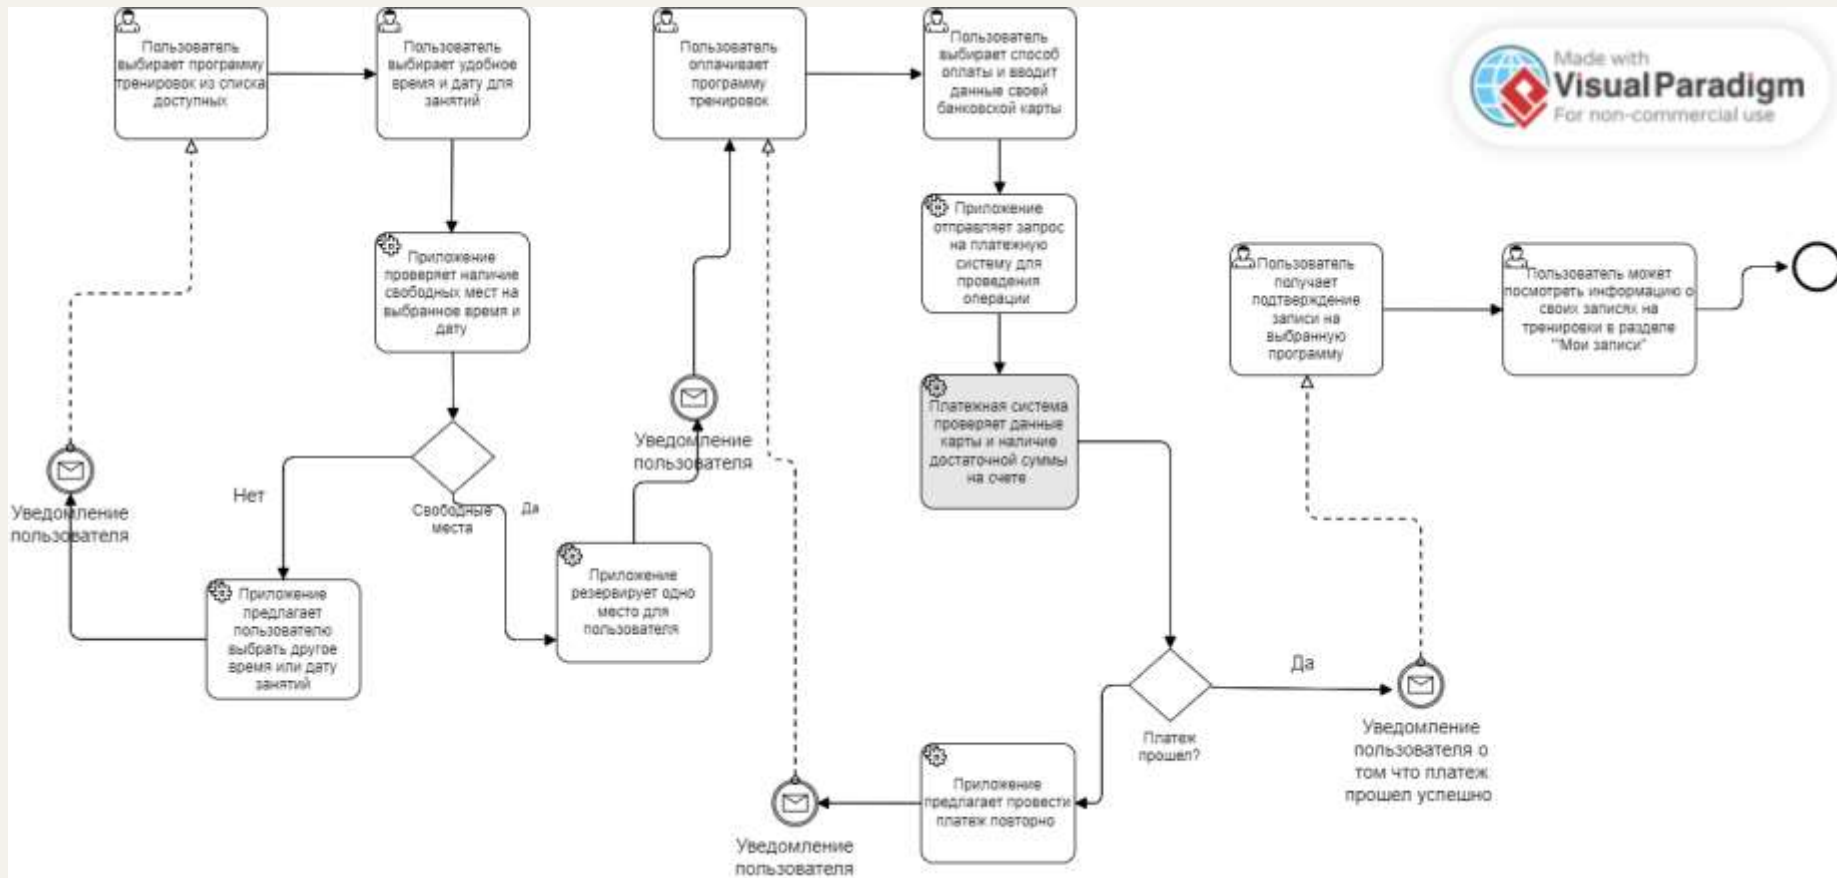 Пользователь
выбирает программу
тренировок из списка
доступных
Пользователь
выбирает удобное
время и дату для
занятий
Пользователь
оплачивает
программу
тренировок
Пользователь
выбирает способ
оплаты и вводит
данные своей
банковской карты
Made with
Visual Paradigm
For non-commercial use
Приложение
проверяет наличие
свободных мест на
выбранное время и
дату
Приложение
отправляет запрос
на платежную
систему для
проведения
операции
Пользователь
получает
подтверждение
записи на
выбранную
программу
Пользователь может
посмотреть информацию о
своих записях на
тренировки в разделе
"Мои записи"
Платежная система
проверяет данные
карты и наличие
достаточной суммы
на счете
Уведомление
пользователя
Уведомление
пользователя
Нет
Свободные
места
Да
Приложение
предлагает
пользователю
выбрать другое
время или дату
занятий
Приложение
резервирует одно
место для
пользователя
Платеж
прошел?
Да
Уведомление
пользователя о
том что платеж
прошел успешно
Приложение
предлагает провести
платеж повторно
Уведомление
пользователя